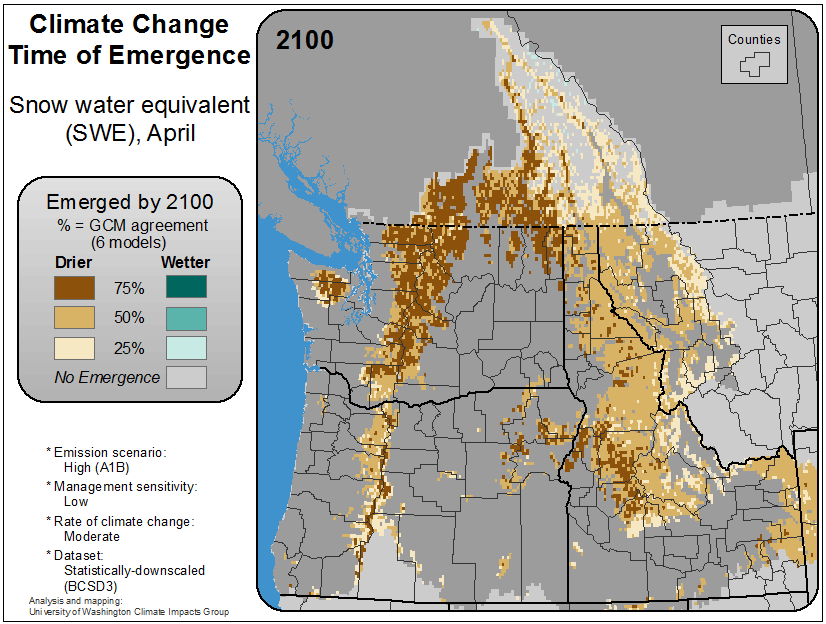 Climate Change
Time of Emergence
Snow water equivalent
(SWE), April
Emerged by 2100
% = GCM agreement
(6 models)
Drier Wetter
75%
50%
25%
No Emergence
* Emission scenario:
High (A1B)
* Management sensitivity:
Low
* Rate of climate change:
Moderate
* Dataset:
Statistically-downscaled
(BCSD3)
Analysis and mapping:
University of Washington Climate Impacts Group
2100
Counties